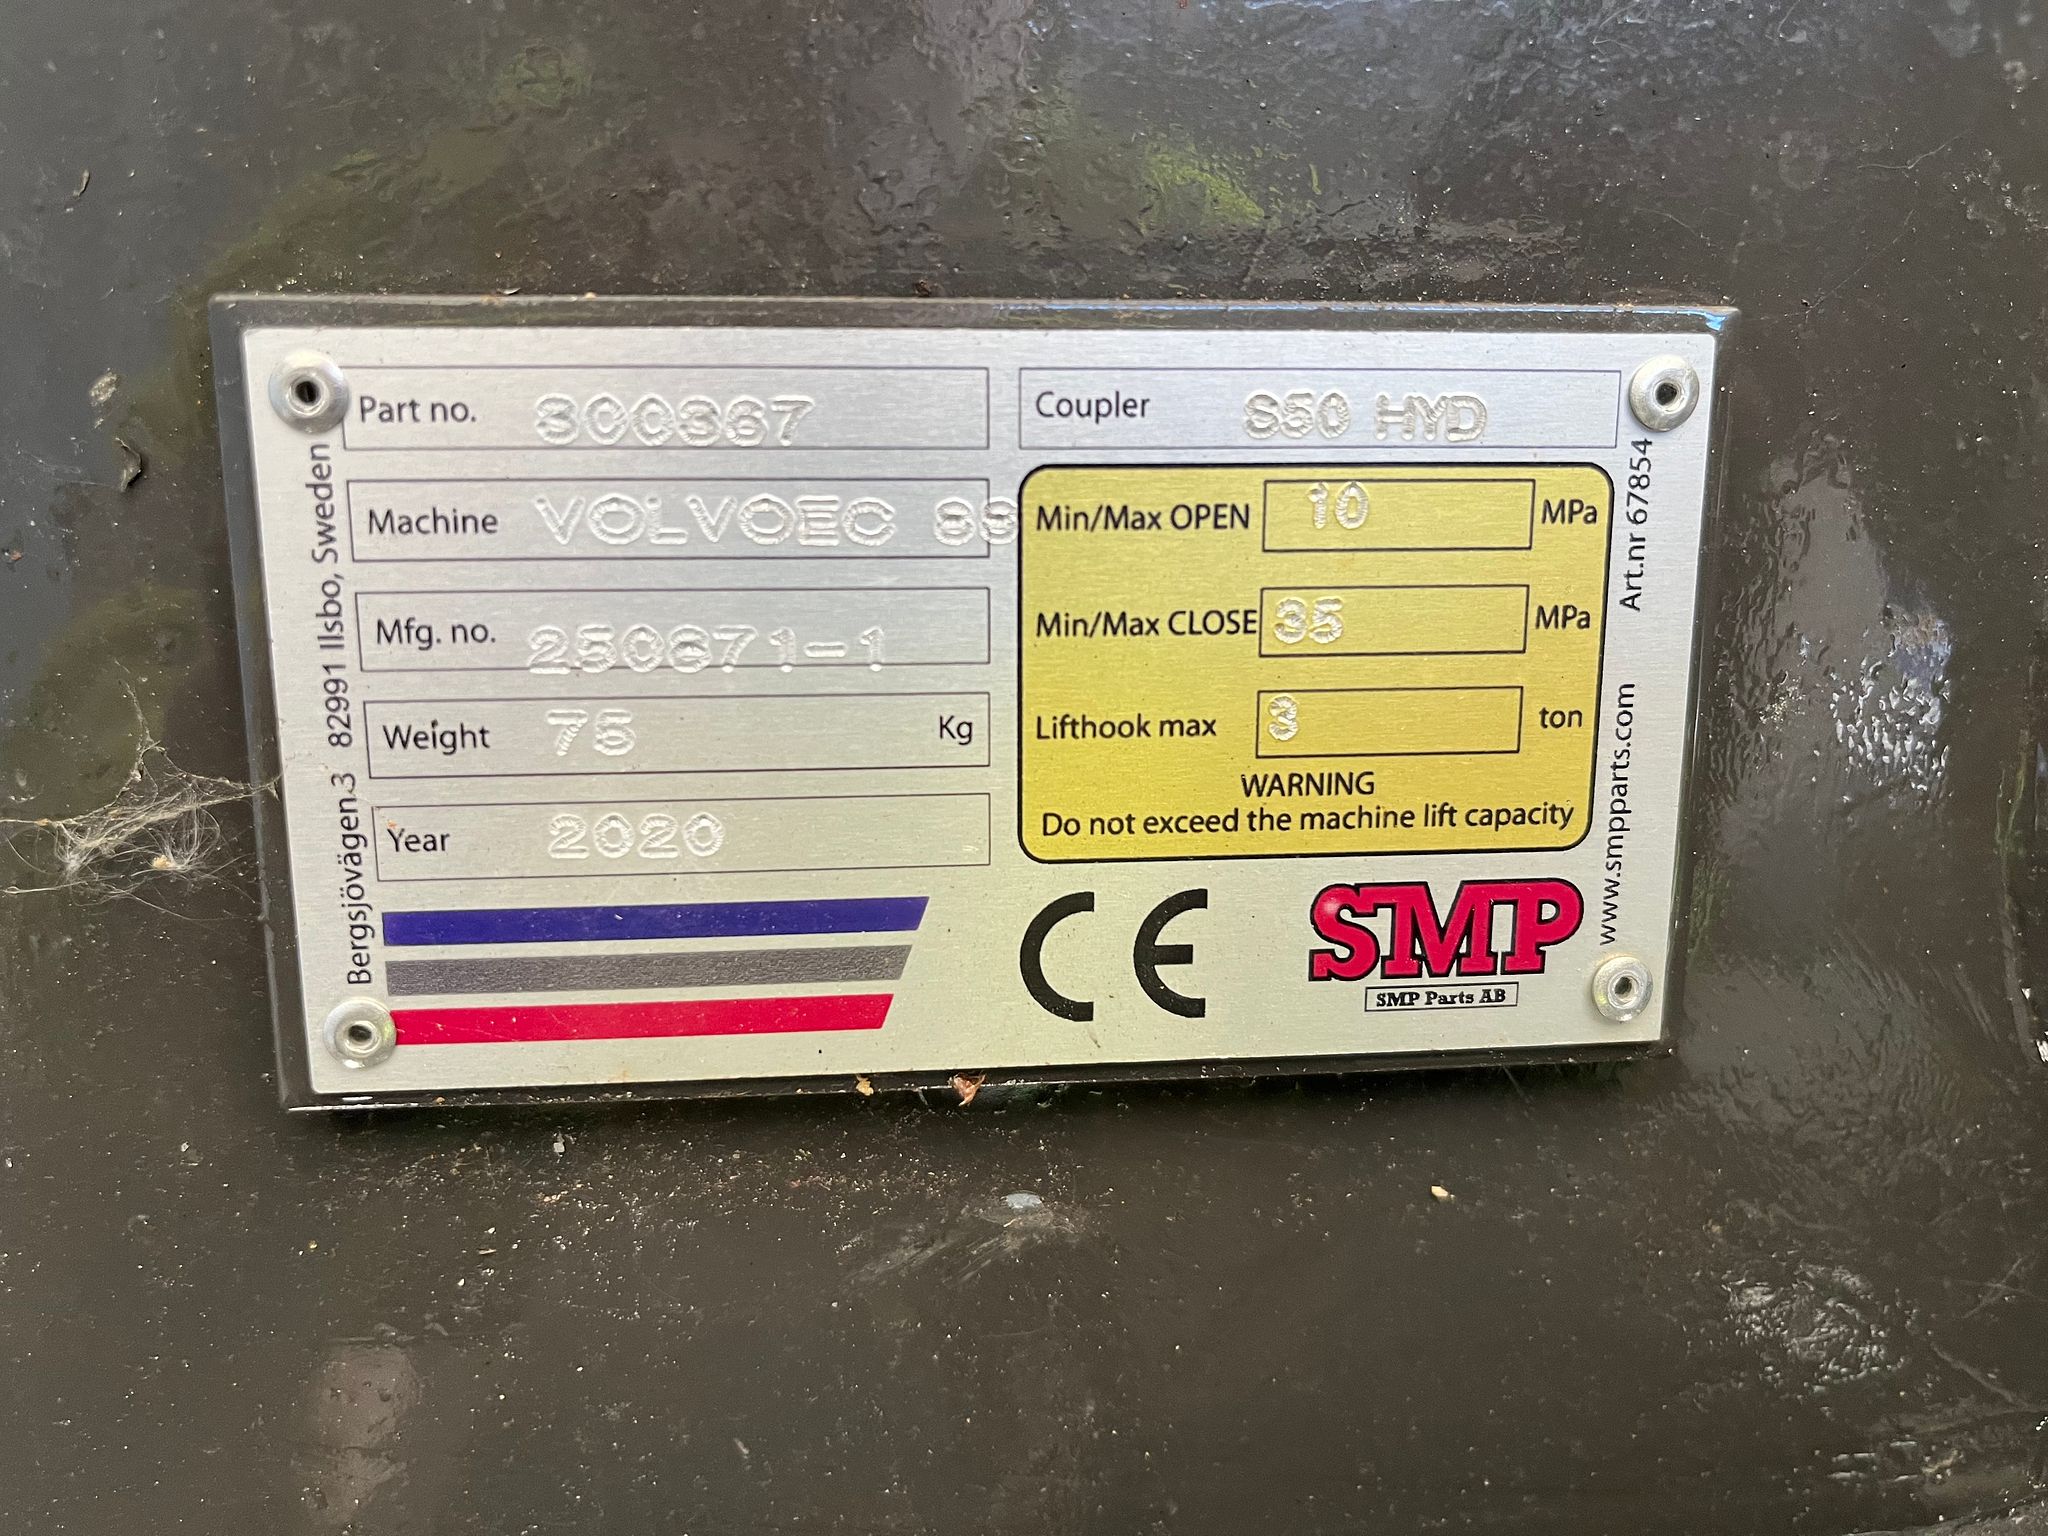 Part no. 300367
Machine VOLVOEC 88
Mfg. no. 250671-1
Weight 75 Kg
Year 2020
Coupler S50 HYD
Min/Max OPEN 10 MPa
Min/Max CLOSE 35 MPa
Lifthook max 3 ton
WARNING
Do not exceed the machine lift capacity
CE
SMP
SMP Parts AB
Bergsjövägen 3 82991 Ilsbo, Sweden
www.smpparts.com Art.nr 67854